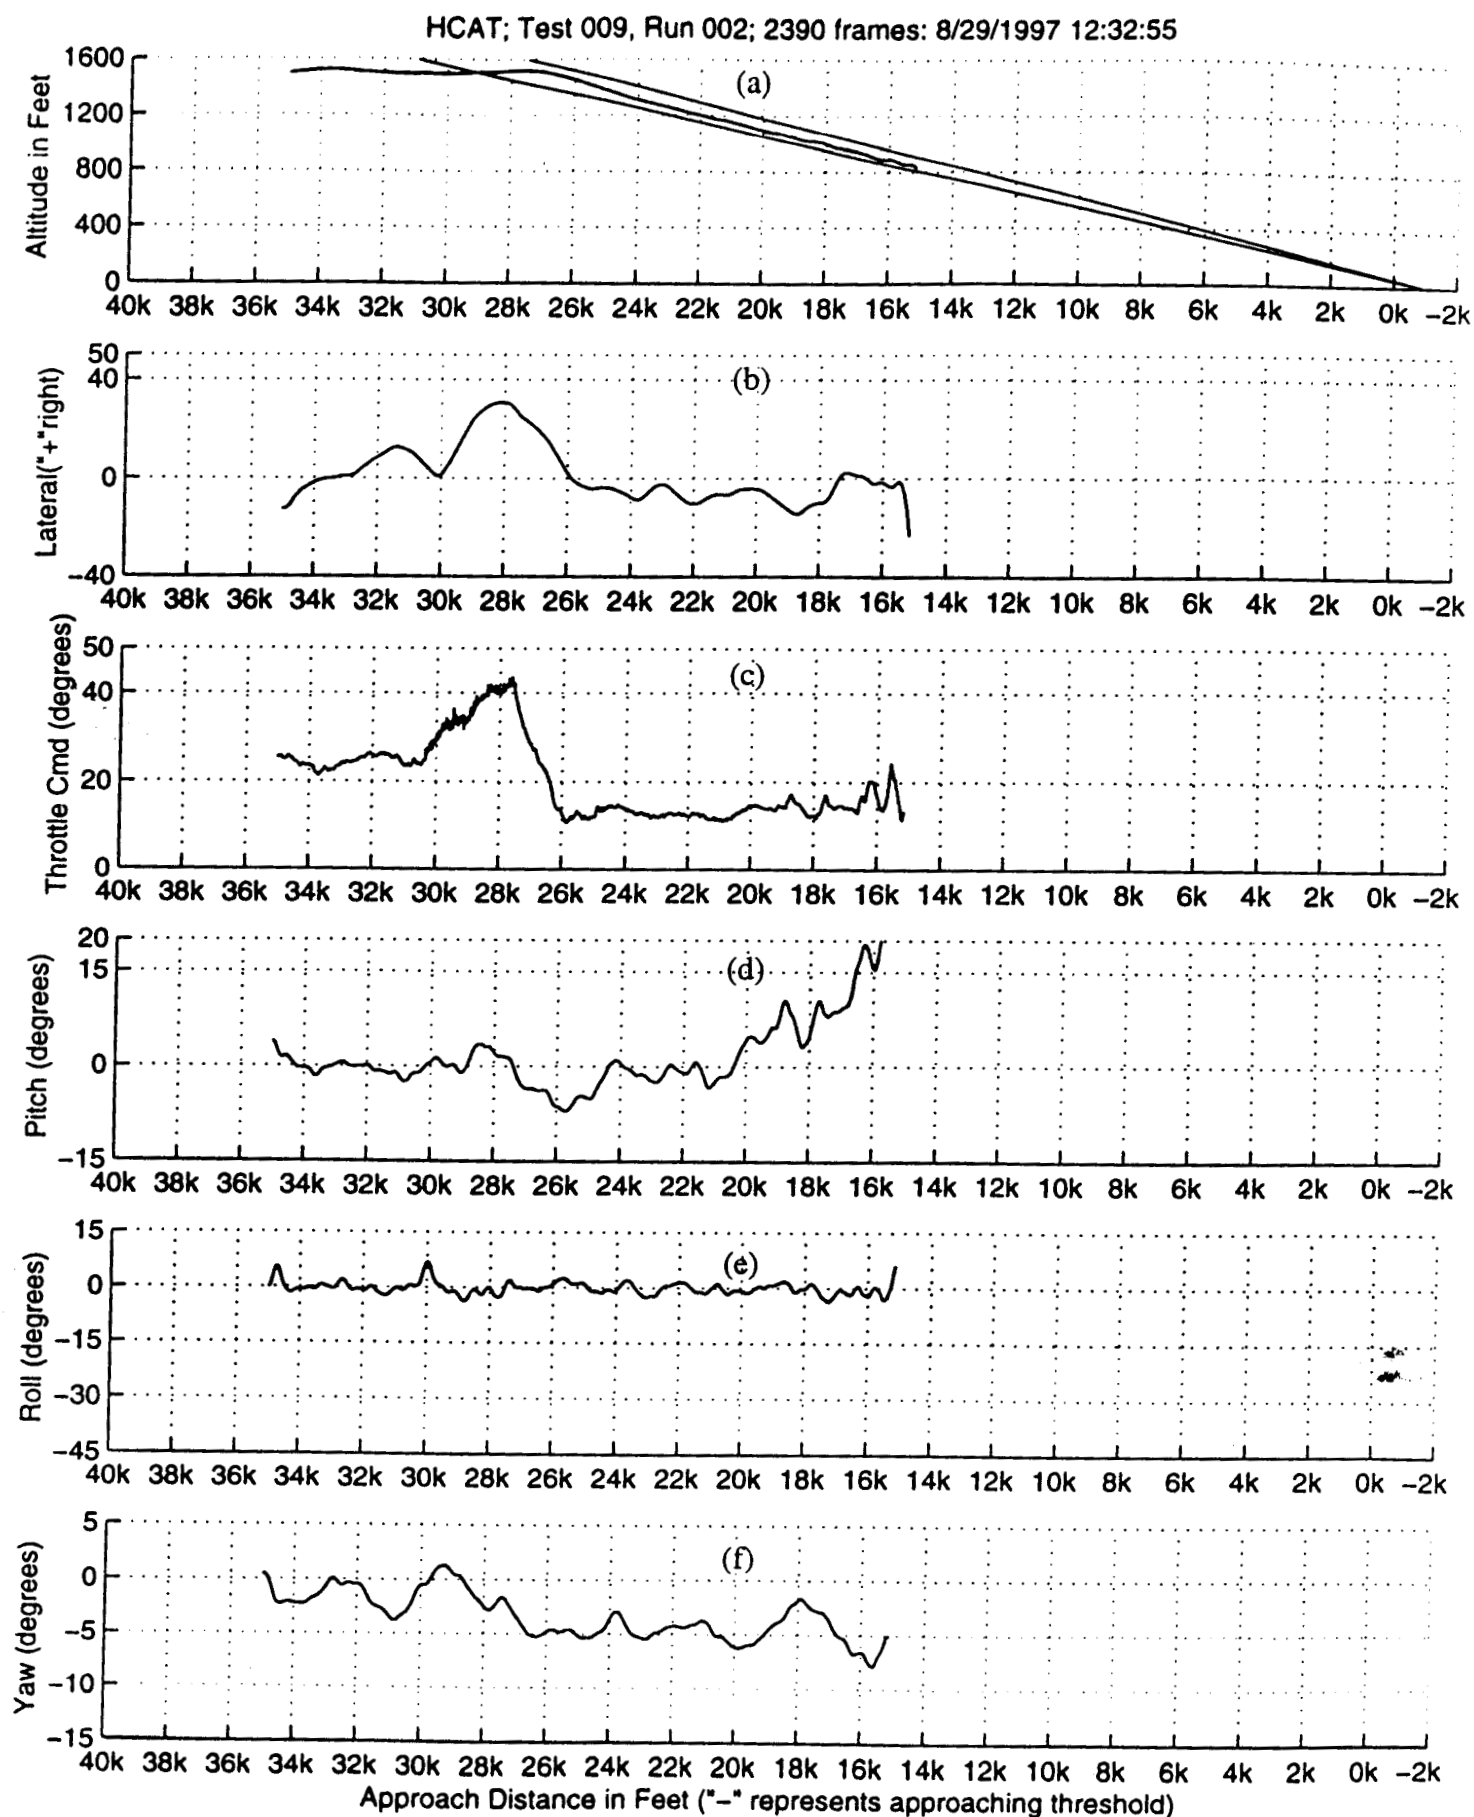 HCAT; Test 009, Run 002; 2390 frames: 8/29/1997 12:32:55
(a)
Altitude in Feet
1600
1200
800
400
0
40k 38k 36k 34k 32k 30k 28k 26k 24k 22k 20k 18k 16k 14k 12k 10k 8k 6k 4k 2k 0k −2k
(b)
Lateral("+"right)
50
40
0
−40
40k 38k 36k 34k 32k 30k 28k 26k 24k 22k 20k 18k 16k 14k 12k 10k 8k 6k 4k 2k 0k −2k
(c)
Throttle Cmd (degrees)
50
40
20
0
40k 38k 36k 34k 32k 30k 28k 26k 24k 22k 20k 18k 16k 14k 12k 10k 8k 6k 4k 2k 0k −2k
(d)
Pitch (degrees)
20
15
0
−15
40k 38k 36k 34k 32k 30k 28k 26k 24k 22k 20k 18k 16k 14k 12k 10k 8k 6k 4k 2k 0k −2k
(e)
Roll (degrees)
15
0
−15
−30
−45
40k 38k 36k 34k 32k 30k 28k 26k 24k 22k 20k 18k 16k 14k 12k 10k 8k 6k 4k 2k 0k −2k
(f)
Yaw (degrees)
5
0
−5
−10
−15
40k 38k 36k 34k 32k 30k 28k 26k 24k 22k 20k 18k 16k 14k 12k 10k 8k 6k 4k 2k 0k −2k
Approach Distance in Feet ("−" represents approaching threshold)